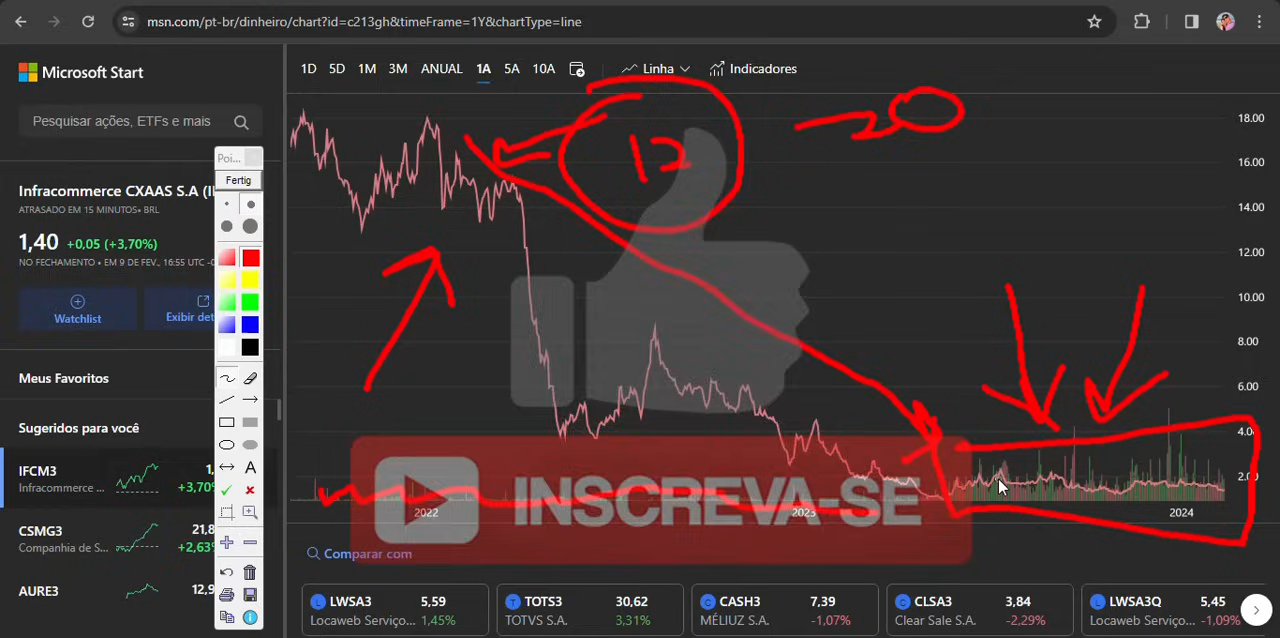 msn.com/pt-br/dinheiro/chart?id=c213gh&timeFrame=1Y&chartType=line
Microsoft Start
1D 5D 1M 3M ANUAL 1A 5A 10A Linha Indicadores
Pesquisar ações, ETFs e mais
18.00
16.00
14.00
12.00
10.00
8.00
6.00
2.00
12
Poi...
Fertig
Infracommerce CXAAS S.A
ATRASADO EM 15 MINUTOS • BRL
1,40 +0,05 (+3,70%)
NO FECHAMENTO • EM 9 DE FEV., 16:55 UTC
Watchlist
Exibir
Meus Favoritos
Sugeridos para você
IFCM3
Infracommerce ... +3,70%
CSMG3 21,8
Companhia de S... +2,63%
AURE3 12,9
A
INSCREVA-SE
2022 2023 2024
Comparar com
LWSA3 5,59
Locaweb Serviço... 1,45%
TOTS3 30,62
TOTVS S.A. 3,31%
CASH3 7,39
MÉLIUZ S.A. -1,07%
CLSA3 3,84
Clear Sale S.A. -2,29%
LWSA3Q 5,45
Locaweb Serviço... -1,09%